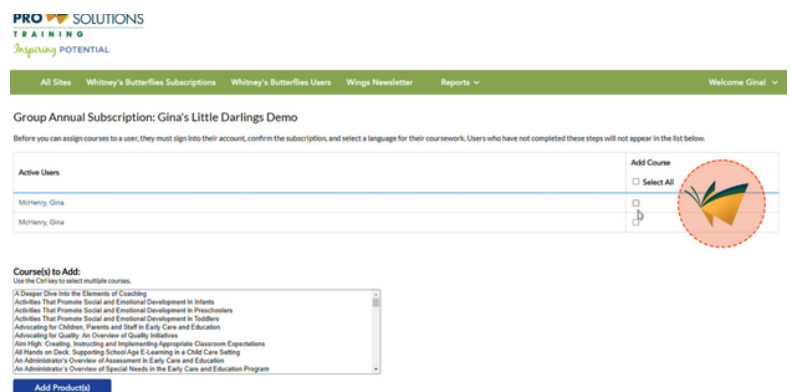 PRO SOLUTIONS
TRAINING
Inspiring POTENTIAL
All Sites Whitney's Butterflies Subscriptions Whitney's Butterflies Users Wings Newsletter Reports Welcome Gina!
Group Annual Subscription: Gina's Little Darlings Demo
Before you can assign courses to a user, they must sign into their account, confirm the subscription, and select a language for their coursework. Users who have not completed these steps will not appear in the list below.
Active Users
Add Course
Select All
McHenry, Gina
McHenry, Gina
Course(s) to Add:
Use the Ctrl key to select multiple courses.
A Deeper Dive Into the Elements of Coaching
Activities That Promote Social and Emotional Development In Infants
Activities That Promote Social and Emotional Development in Preschoolers
Activities That Promote Social and Emotional Development in Toddlers
Advocating for Children, Parents and Staff in Early Care and Education
Advocating for Quality: An Overview of Quality Initiatives
Aim High: Creating, Instructing and Implementing Appropriate Classroom Expectations
All Hands on Deck: Supporting School Age E-Learning in a Child Care Setting
An Administrator's Overview of Assessment in Early Care and Education
An Administrator's Overview of Special Needs in the Early Care and Education Program
Add Product(s)